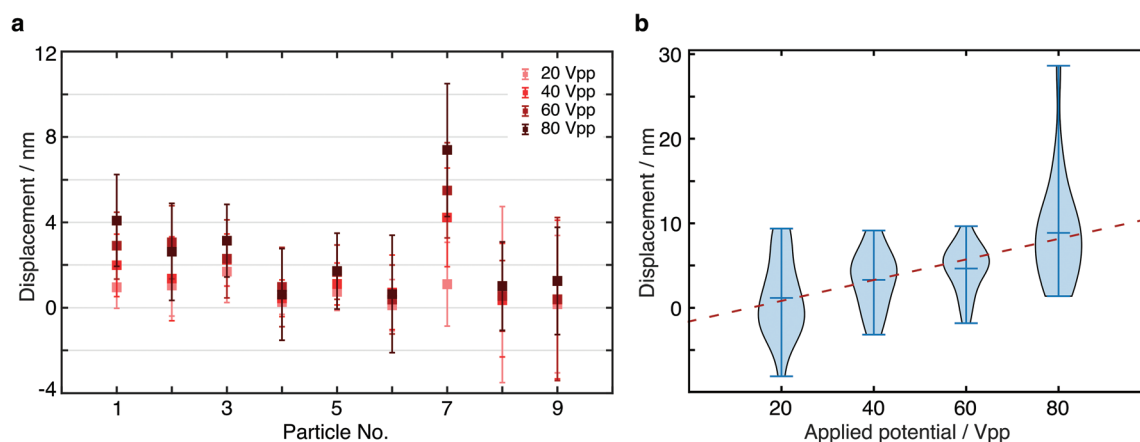 a
12
8
4
0
-4
Displacement / nm
20 Vpp
40 Vpp
60 Vpp
80 Vpp
1
3
5
7
9
Particle No.
b
30
20
10
0
10
Displacement / nm
20
40
60
80
Applied potential / Vpp